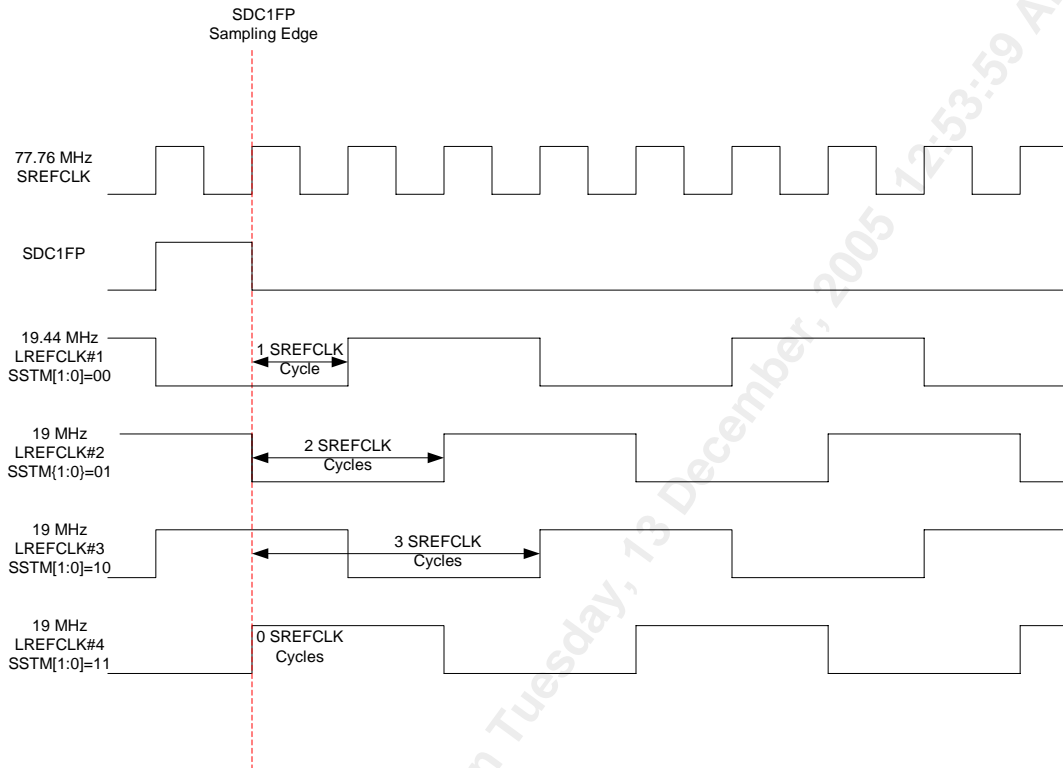 SDC1FP
Sampling Edge
77.76 MHz
SREFCLK
SDC1FP
19.44 MHz
LREFCLK#1
SSTM[1:0]=00
1 SREFCLK
Cycle
19 MHz
LREFCLK#2
SSTM{1:0}=01
2 SREFCLK
Cycles
19 MHz
LREFCLK#3
SSTM[1:0]=10
3 SREFCLK
Cycles
19 MHz
LREFCLK#4
SSTM[1:0]=11
0 SREFCLK
Cycles
n Tuesday, 13 December, 2005 12:53:59 A